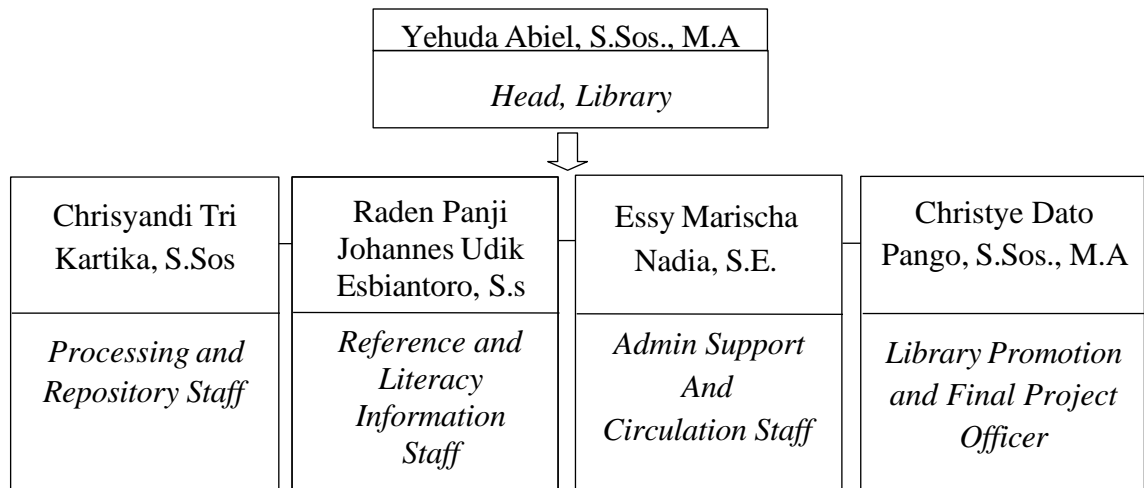 Yehuda Abiel, S.Sos., M.A
Head, Library
Chrisyandi Tri
Kartika, S.Sos
Processing and
Repository Staff
Raden Panji
Johannes Udik
Esbiantoro, S.s
Reference and
Literacy
Information
Staff
Essy Marischa
Nadia, S.E.
Admin Support
And
Circulation Staff
Christye Dato
Pango, S.Sos., M.A
Library Promotion
and Final Project
Officer